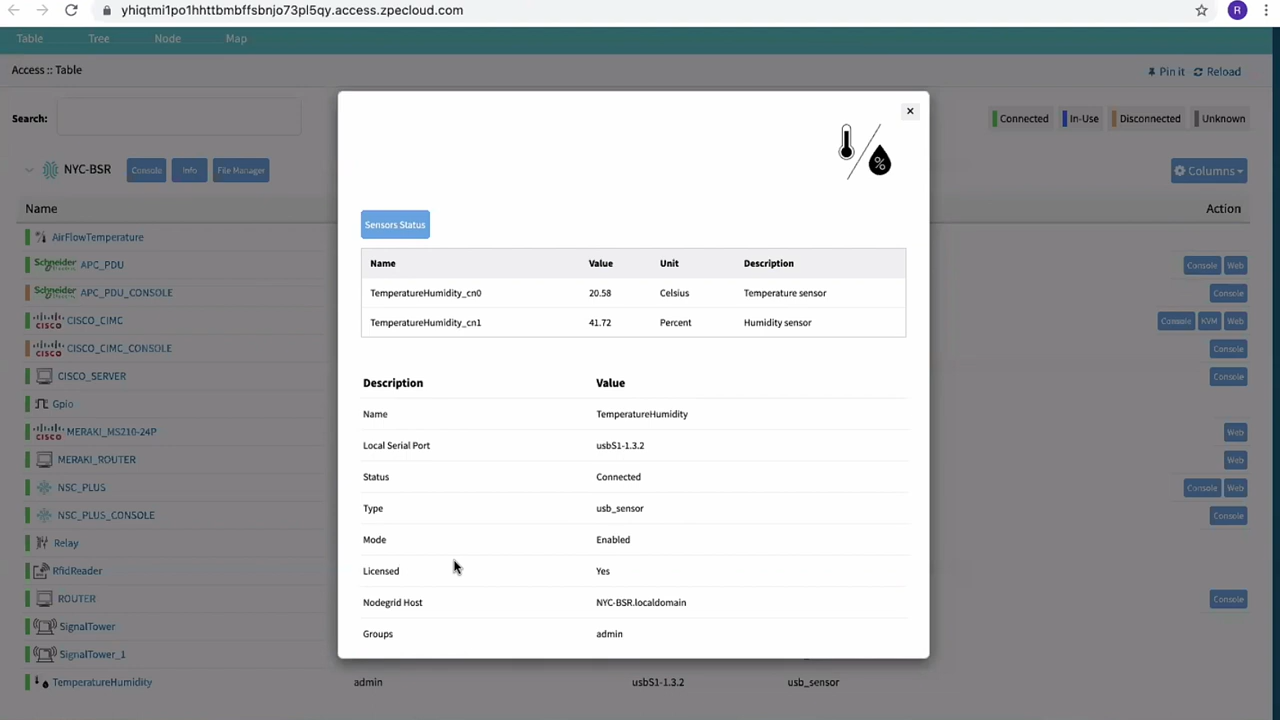 yhiqtmi1po1hhttbmbffsbnjo73pl5qy.access.zpecloud.com
R
Table Tree Node Map
Access :: Table
Pin it Reload
Search:
Connected In-Use Disconnected Unknown
%
NYC-BSR Console Info File Manager
Columns
Name
Action
Sensors Status
AirFlowTemperature
Name Value Unit Description
APC_PDU
Console Web
Schneider
TemperatureHumidity_cn0 20.58 Celsius Temperature sensor
Schneider
APC_PDU_CONSOLE
Console
TemperatureHumidity_cn1 41.72 Percent Humidity sensor
CISCO CISCO_CIMC
Console KVM Web
CISCO CISCO_CIMC_CONSOLE
Console
CISCO_SERVER
Console
Description Value
Gpio
Name TemperatureHumidity
CISCO MERAKI_MS210-24P
Web
Local Serial Port usbS1-1.3.2
MERAKI_ROUTER
Web
Status Connected
NSC_PLUS
Console Web
Type usb_sensor
NSC_PLUS_CONSOLE
Console
Mode Enabled
Relay
Licensed Yes
RfidReader
Nodegrid Host NYC-BSR.localdomain
ROUTER
Console
Groups admin
SignalTower
SignalTower_1
TemperatureHumidity admin usbS1-1.3.2 usb_sensor